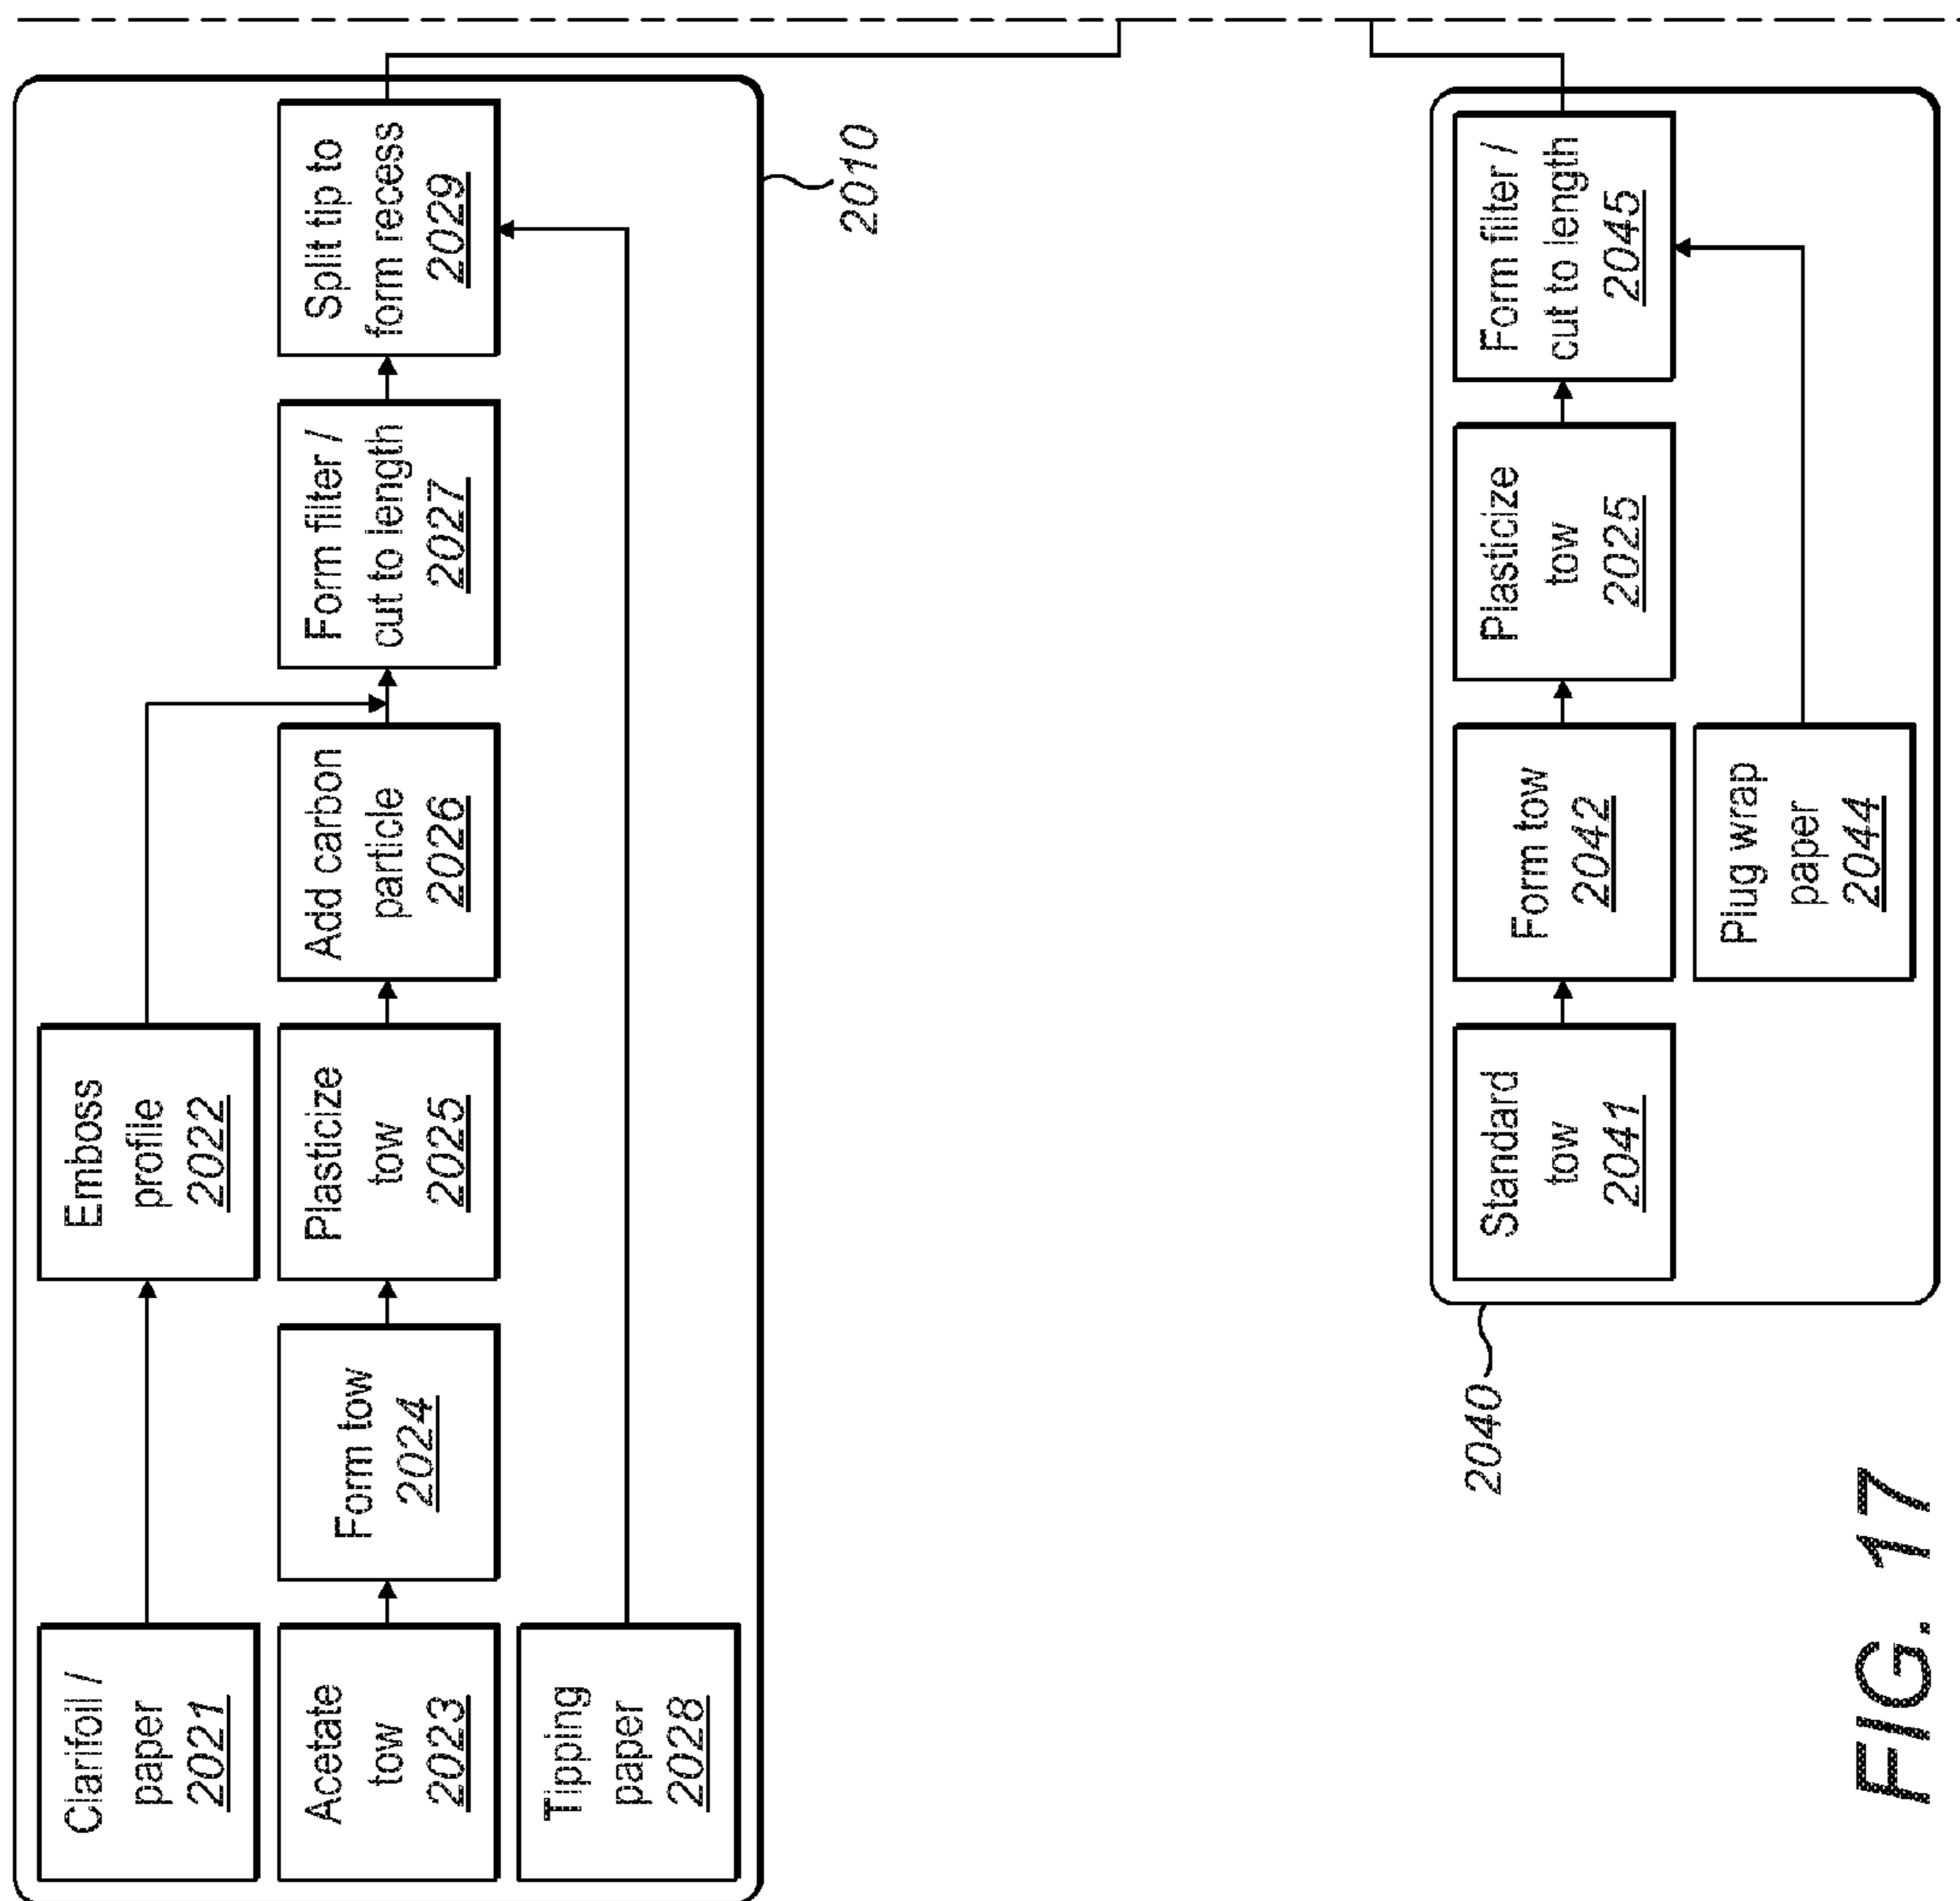 Clarifoil /
paper
2021
Emboss
profile
2022
Acetate
tow
2023
Form tow
2024
Plasticize
tow
2025
Add carbon
particle
2026
Form filter /
cut to length
2027
Split tip to
form recess
2029
Tipping
paper
2028
2010
2040
Standard
tow
2041
Form tow
2042
Plasticize
tow
2025
Form filter /
cut to length
2045
Plug wrap
paper
2044
FIG. 17